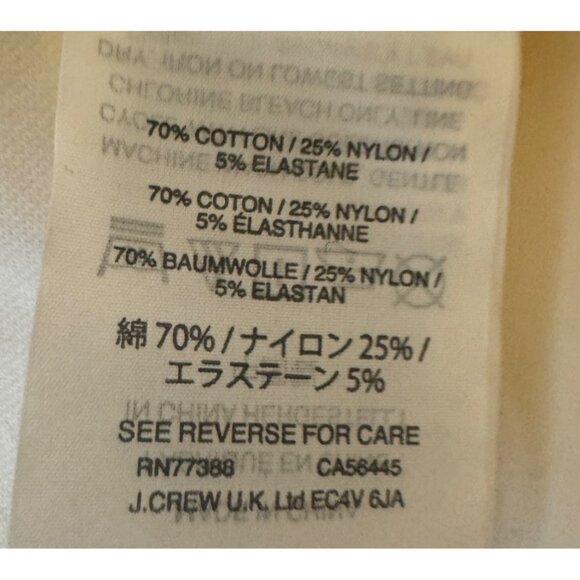 70% COTTON / 25% NYLON /
5% ELASTANE
70% COTON / 25% NYLON /
5% ÉLASTHANNE
70% BAUMWOLLE / 25% NYLON /
5% ELASTAN
綿 70% / ナイロン 25% /
エラステーン 5%
SEE REVERSE FOR CARE
RN77388 CA56445
J.CREW U.K. Ltd EC4V 6JA